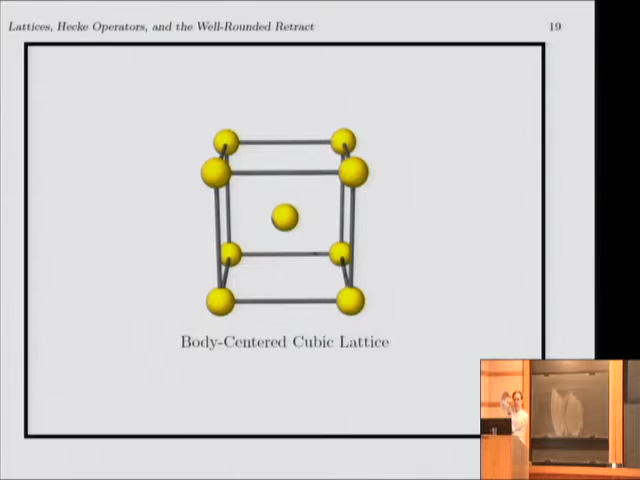 Lattices, Hecke Operators, and the Well-Rounded Retract 19
Body-Centered Cubic Lattice